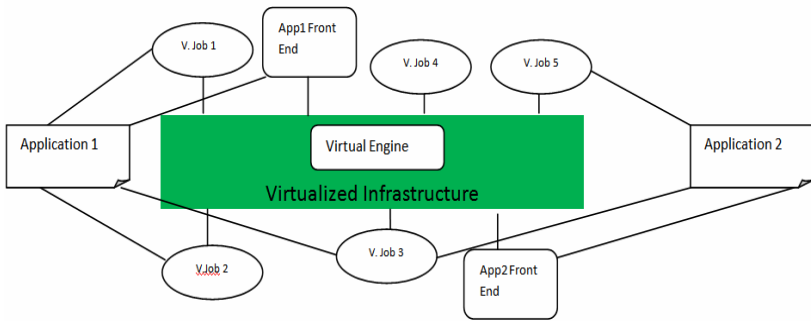 App1 Front
End
V. Job 1
V. Job 4
V. Job 5
Application 1
Virtual Engine
Application 2
Virtualized Infrastructure
V.Job 2
V. Job 3
App2 Front
End